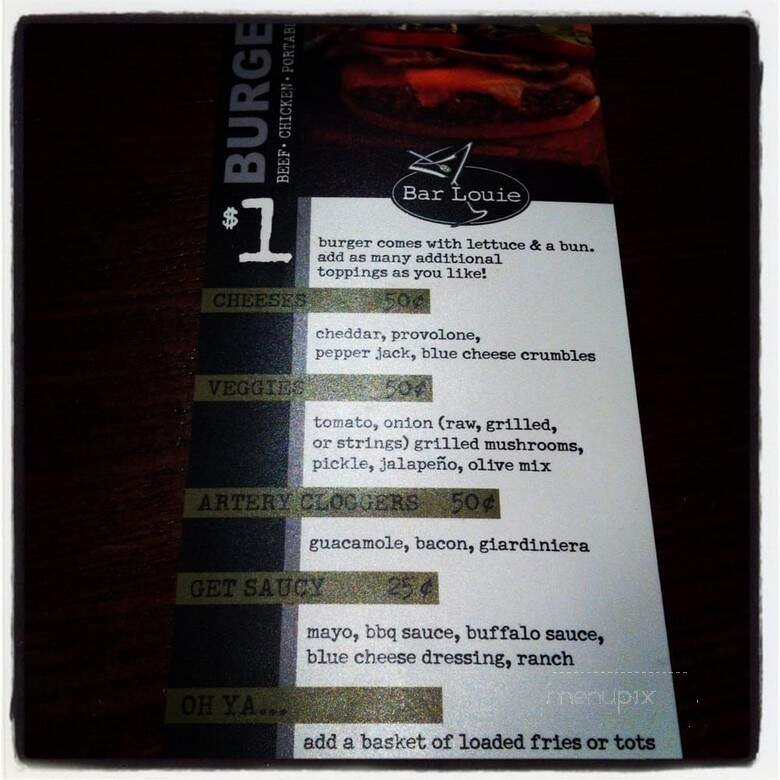 $1 BURGE
BEEF • CHICKEN • PORTAB
Bar Louie
burger comes with lettuce & a bun.
add as many additional
toppings as you like!
CHEESES 50¢
cheddar, provolone,
pepper jack, blue cheese crumbles
VEGGIES 50¢
tomato, onion (raw, grilled,
or strings) grilled mushrooms,
pickle, jalapeño, olive mix
ARTERY CLOGGERS 50¢
guacamole, bacon, giardiniera
GET SAUCY 25¢
mayo, bbq sauce, buffalo sauce,
blue cheese dressing, ranch
OH YA...
add a basket of loaded fries or tots
menupix